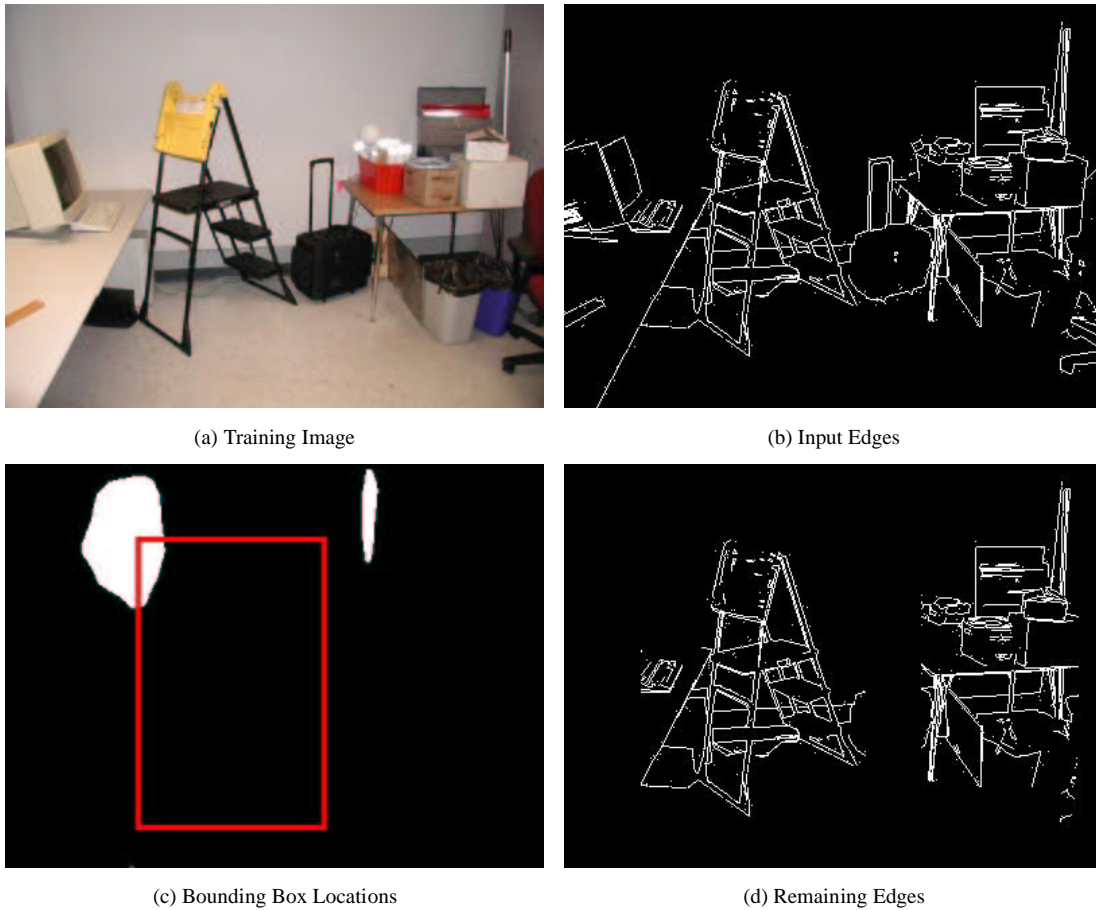 (a) Training Image
(b) Input Edges
(c) Bounding Box Locations
(d) Remaining Edges